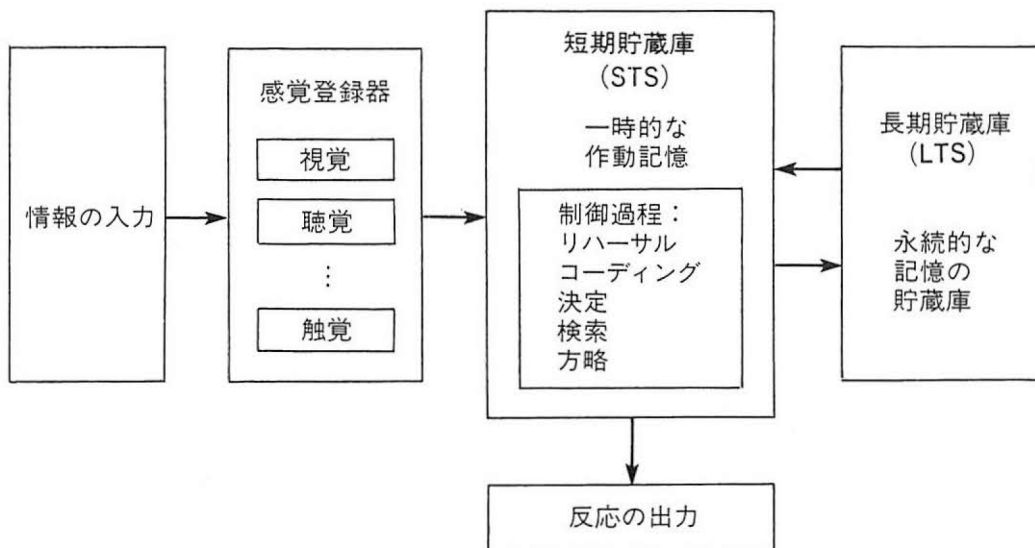 情報の入力
感覚登録器
視覚
聴覚
⋮
触覚
短期貯蔵庫
(STS)
一時的な
作動記憶
制御過程：
リハーサル
コーディング
決定
検索
方略
長期貯蔵庫
(LTS)
永続的な
記憶の
貯蔵庫
反応の出力